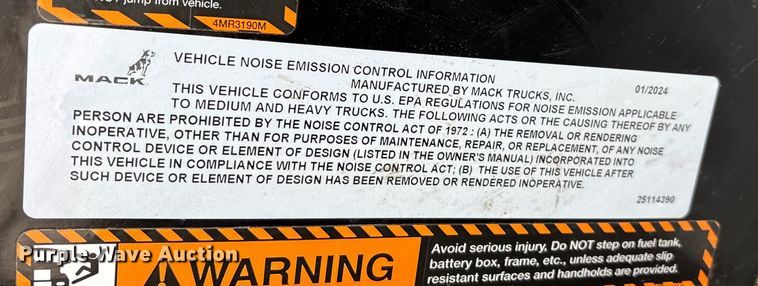 NOT jump from vehicle.
4MR3190M
MACK
VEHICLE NOISE EMISSION CONTROL INFORMATION
MANUFACTURED BY MACK TRUCKS, INC.
01/2024
THIS VEHICLE CONFORMS TO U.S. EPA REGULATIONS FOR NOISE EMISSION APPLICABLE
TO MEDIUM AND HEAVY TRUCKS. THE FOLLOWING ACTS OR THE CAUSING THEREOF BY ANY
PERSON ARE PROHIBITED BY THE NOISE CONTROL ACT OF 1972 : (A) THE REMOVAL OR RENDERING
INOPERATIVE, OTHER THAN FOR PURPOSES OF MAINTENANCE, REPAIR, OR REPLACEMENT, OF ANY NOISE
CONTROL DEVICE OR ELEMENT OF DESIGN (LISTED IN THE OWNER'S MANUAL) INCORPORATED INTO
THIS VEHICLE IN COMPLIANCE WITH THE NOISE CONTROL ACT; (B) THE USE OF THIS VEHICLE AFTER
SUCH DEVICE OR ELEMENT OF DESIGN HAS BEEN REMOVED OR RENDERED INOPERATIVE.
25114390
Purple Wave Auction
WARNING
Avoid serious injury, Do NOT step on fuel tank,
battery box, frame, etc., unless adequate slip
resistant surfaces and handholds are provided.